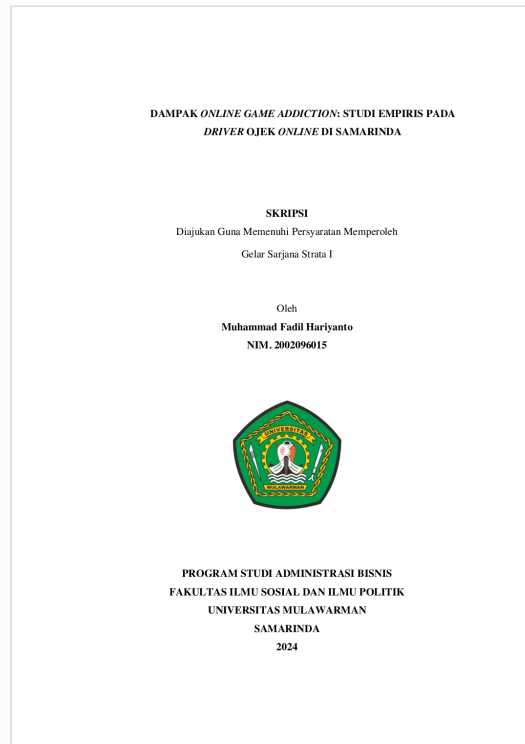 DAMPAK ONLINE GAME ADDICTION: STUDI EMPIRIS PADA
DRIVER OJEK ONLINE DI SAMARINDA
SKRIPSI
Diajukan Guna Memenuhi Persyaratan Memperoleh
Gelar Sarjana Strata I
Oleh
Muhammad Fadil Hariyanto
NIM. 2002096015
UNIVERSITAS
MULAWARMAN
PROGRAM STUDI ADMINISTRASI BISNIS
FAKULTAS ILMU SOSIAL DAN ILMU POLITIK
UNIVERSITAS MULAWARMAN
SAMARINDA
2024